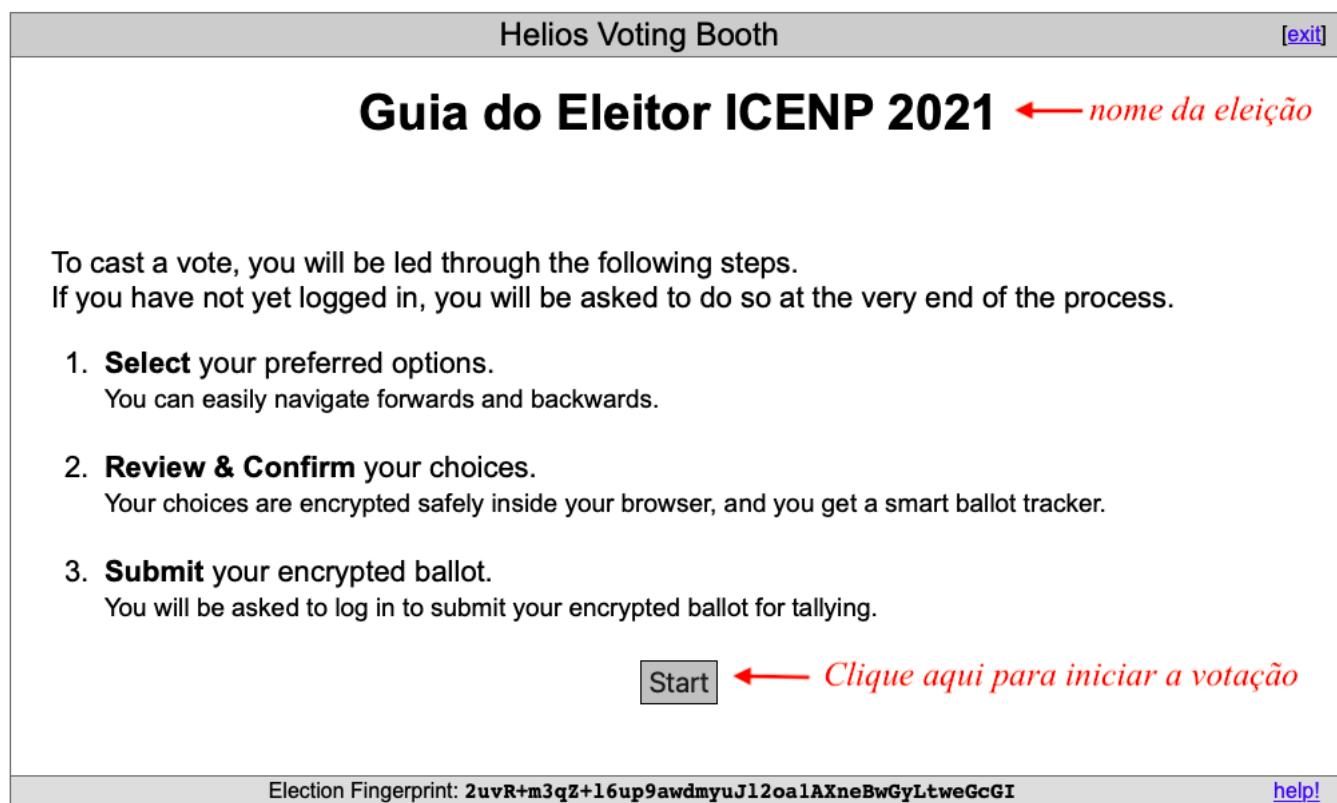 Helios Voting Booth [exit]
Guia do Eleitor ICENP 2021 nome da eleição
To cast a vote, you will be led through the following steps.
If you have not yet logged in, you will be asked to do so at the very end of the process.
1. Select your preferred options.
You can easily navigate forwards and backwards.
2. Review & Confirm your choices.
Your choices are encrypted safely inside your browser, and you get a smart ballot tracker.
3. Submit your encrypted ballot.
You will be asked to log in to submit your encrypted ballot for tallying.
Start Clique aqui para iniciar a votação
Election Fingerprint: 2uvR+m3qZ+l6up9awdmyuJl2oa1AXneBwGyLtweGcGI help!